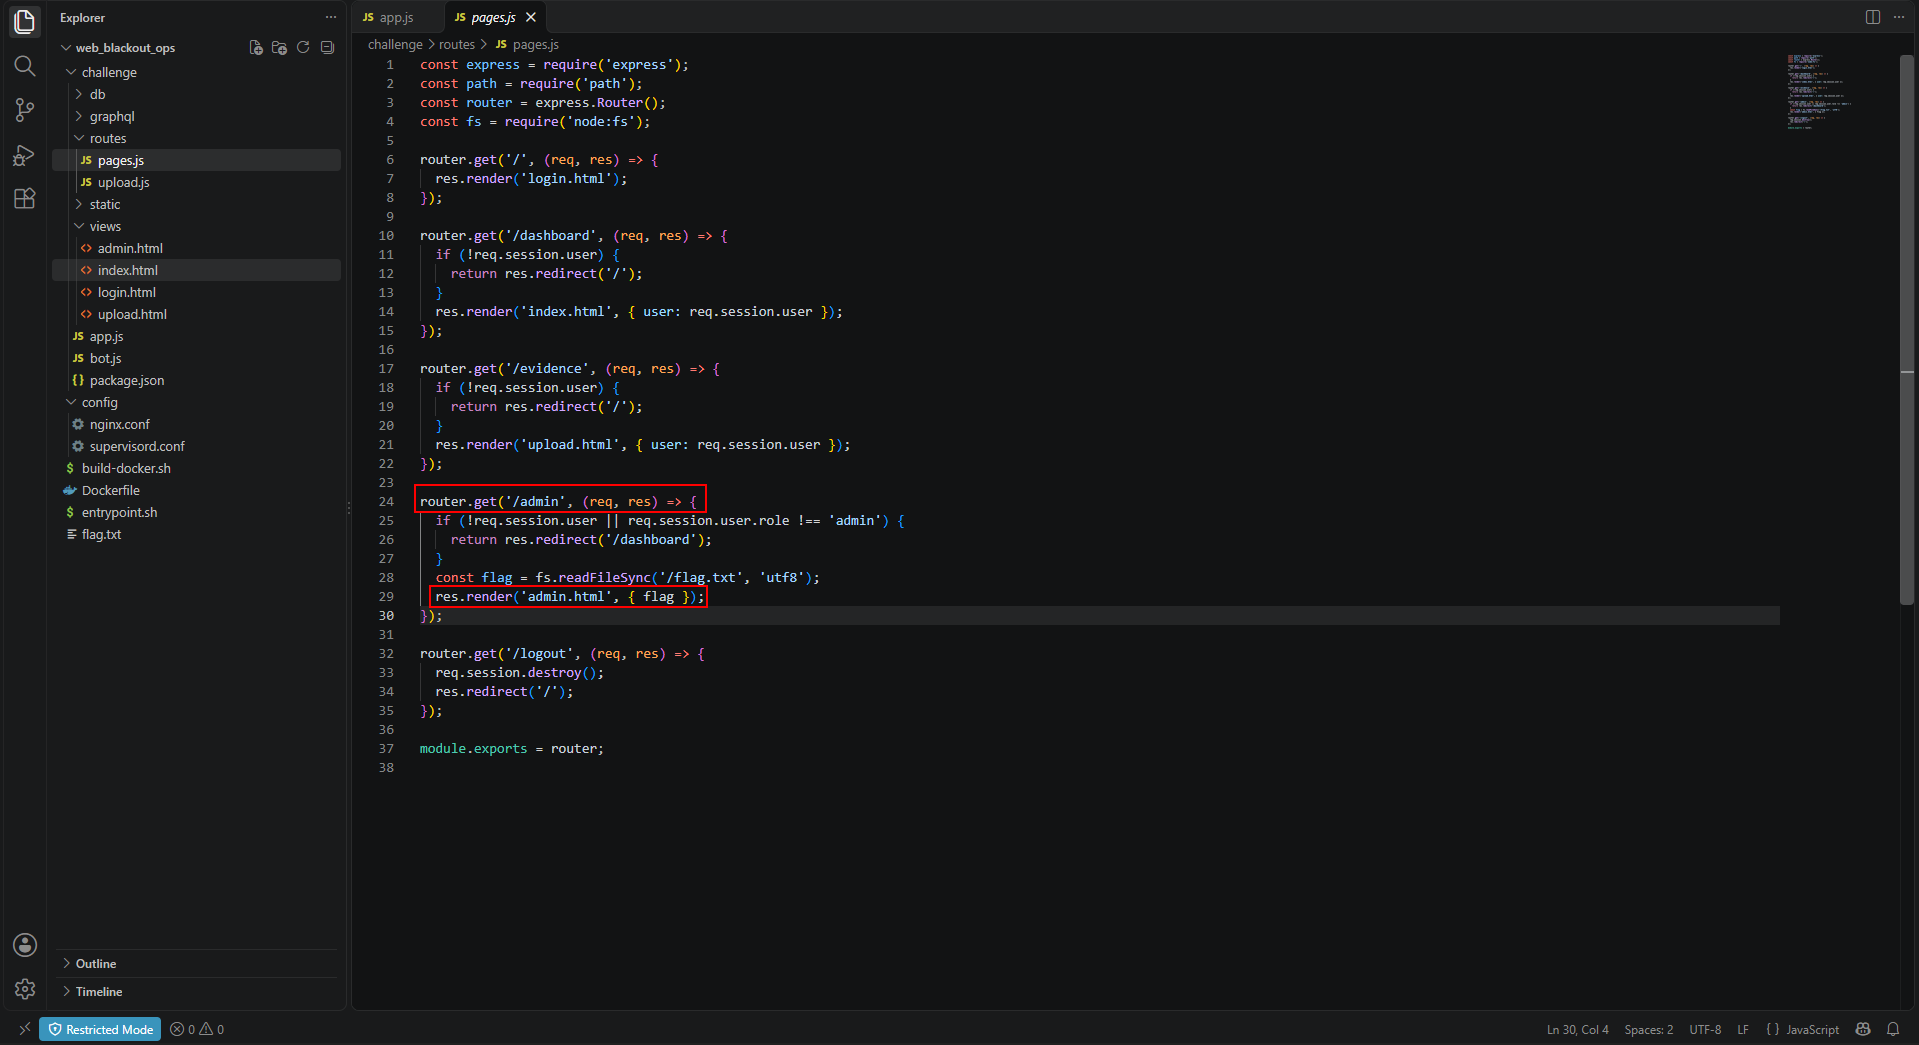 Explorer
web_blackout_ops
challenge
db
graphql
routes
JS pages.js
JS upload.js
static
views
<> admin.html
<> index.html
<> login.html
<> upload.html
JS app.js
JS bot.js
{} package.json
config
nginx.conf
supervisord.conf
$ build-docker.sh
Dockerfile
$ entrypoint.sh
flag.txt
Outline
Timeline
JS app.js
JS pages.js
challenge > routes > JS pages.js
1 const express = require('express');
2 const path = require('path');
3 const router = express.Router();
4 const fs = require('node:fs');
5
6 router.get('/', (req, res) => {
7   res.render('login.html');
8 });
9
10 router.get('/dashboard', (req, res) => {
11   if (!req.session.user) {
12     return res.redirect('/');
13   }
14   res.render('index.html', { user: req.session.user });
15 });
16
17 router.get('/evidence', (req, res) => {
18   if (!req.session.user) {
19     return res.redirect('/');
20   }
21   res.render('upload.html', { user: req.session.user });
22 });
23
24 router.get('/admin', (req, res) => {
25   if (!req.session.user || req.session.user.role !== 'admin') {
26     return res.redirect('/dashboard');
27   }
28   const flag = fs.readFileSync('/flag.txt', 'utf8');
29   res.render('admin.html', { flag });
30 });
31
32 router.get('/logout', (req, res) => {
33   req.session.destroy();
34   res.redirect('/');
35 });
36
37 module.exports = router;
38
Restricted Mode 0 0
Ln 30, Col 4 Spaces: 2 UTF-8 LF {} JavaScript